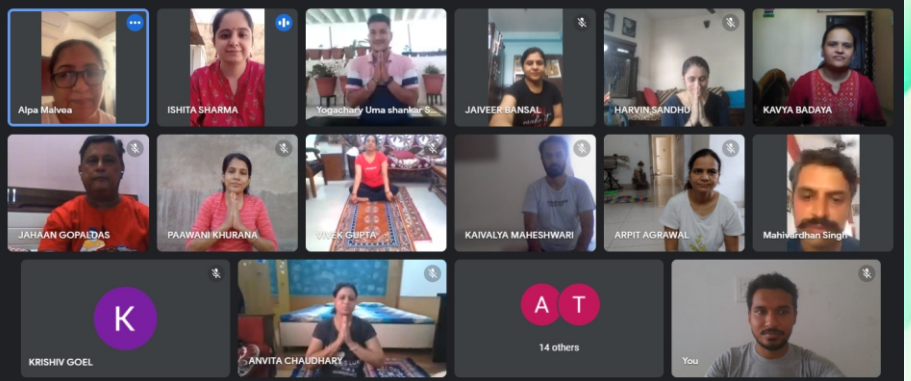 Alpa Malvea
ISHITA SHARMA
Yogachary Uma shankar S...
JAIVEER BANSAL
HARVIN SANDHU
KAVYA BADAYA
JAHAAN GOPALDAS
PAAWANI KHURANA
VIVEK GUPTA
KAIVALYA MAHESHWARI
ARPIT AGRAWAL
Mahivardhan Singh
K
KRISHIV GOEL
ANVITA CHAUDHARY
A T
14 others
You